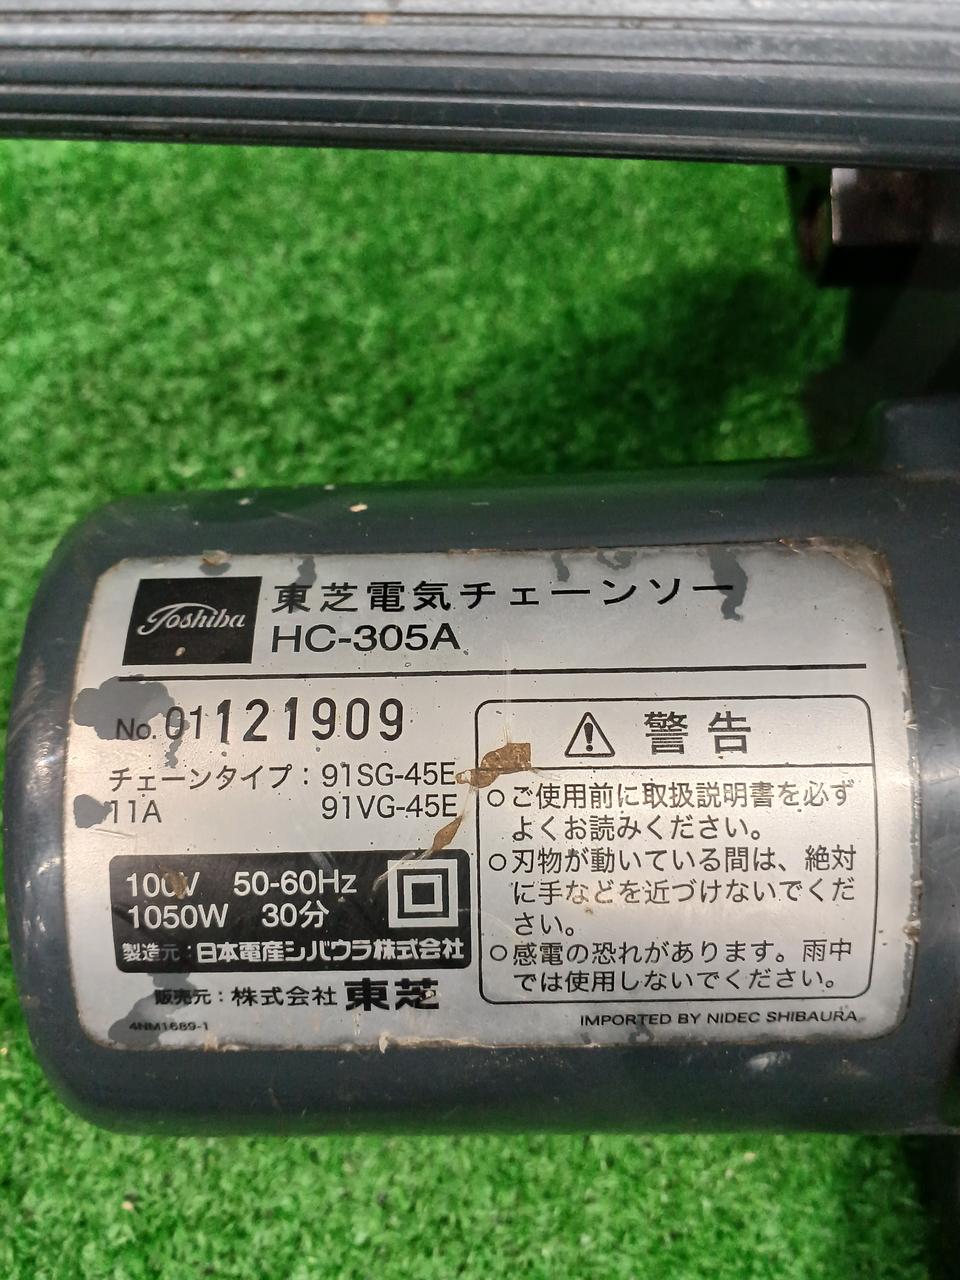 Toshiba
東芝電気チェーンソー
HC-305A
No. 01121909
チェーンタイプ：91SG-45E
11A 91VG-45E
100V 50-60Hz
1050W 30分
製造元：日本電産シバウラ株式会社
販売元：株式会社 東芝
4NM1689-1
警告
○ご使用前に取扱説明書を必ず
よくお読みください。
○刃物が動いている間は、絶対
に手などを近づけないでくだ
さい。
○感電の恐れがあります。雨中
では使用しないでください。
IMPORTED BY NIDEC SHIBAURA